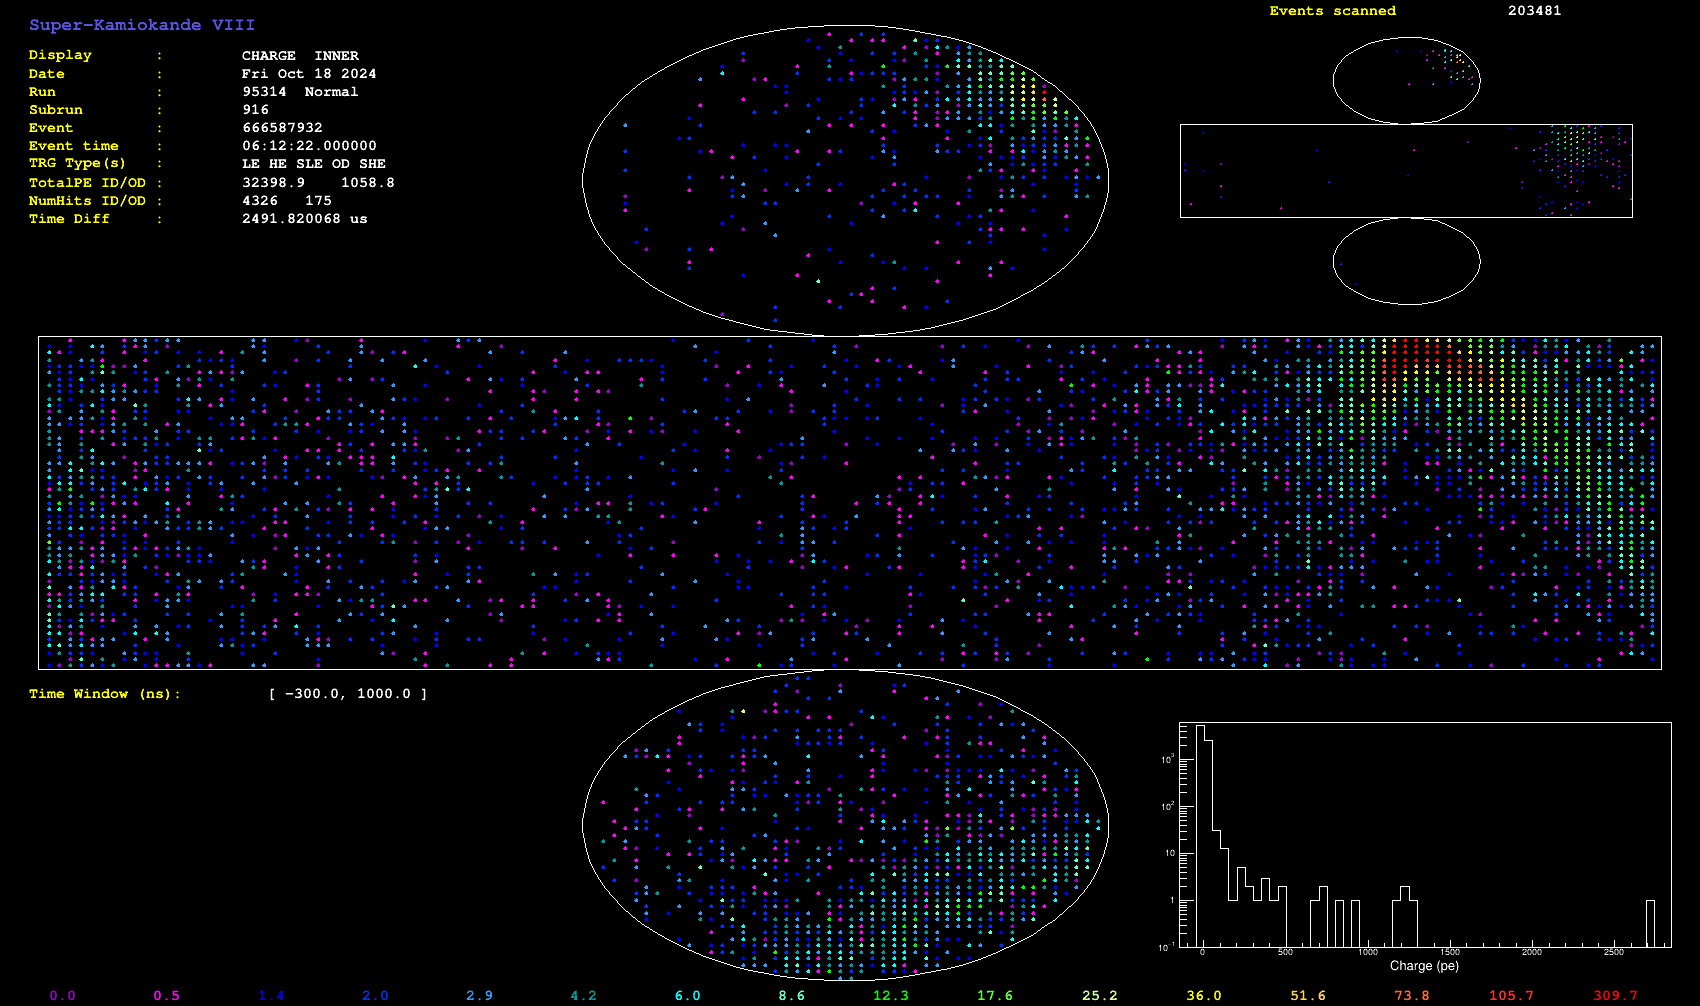 Super-Kamiokande VIII
Events scanned 203481
Display : CHARGE INNER
Date : Fri Oct 18 2024
Run : 95314 Normal
Subrun : 916
Event : 666587932
Event time : 06:12:22.000000
TRG Type(s) : LE HE SLE OD SHE
TotalPE ID/OD : 32398.9 1058.8
NumHits ID/OD : 4326 175
Time Diff : 2491.820068 us
Time Window (ns): [ -300.0, 1000.0 ]
10³
10²
10
1
10⁻¹
0 500 1000 1500 2000 2500
Charge (pe)
0.0 0.5 1.4 2.0 2.9 4.2 6.0 8.6 12.3 17.6 25.2 36.0 51.6 73.8 105.7 309.7